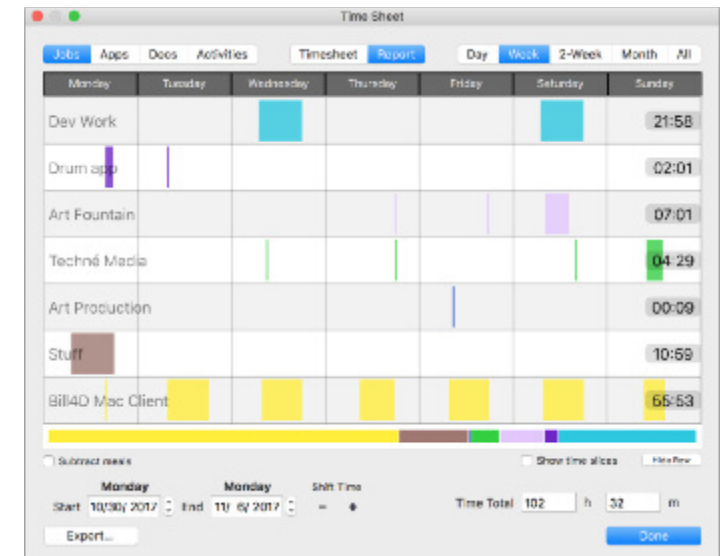 Time Sheet
Jobs Apps Docs Activities Timesheet Report Day Week 2-Week Month All
Monday Tuesday Wednesday Thursday Friday Saturday Sunday
Dev Work 21:58
Drum app 02:01
Art Fountain 07:01
Techné Media 04:29
Art Production 00:09
Stuff 10:59
Bill4D Mac Client 55:53
Subtract meals Show time slices Hide Row
Monday Monday Shift Time
Start 10/30/ 2017 End 11/ 6/ 2017 - +
Time Total 102 h 32 m
Export... Done